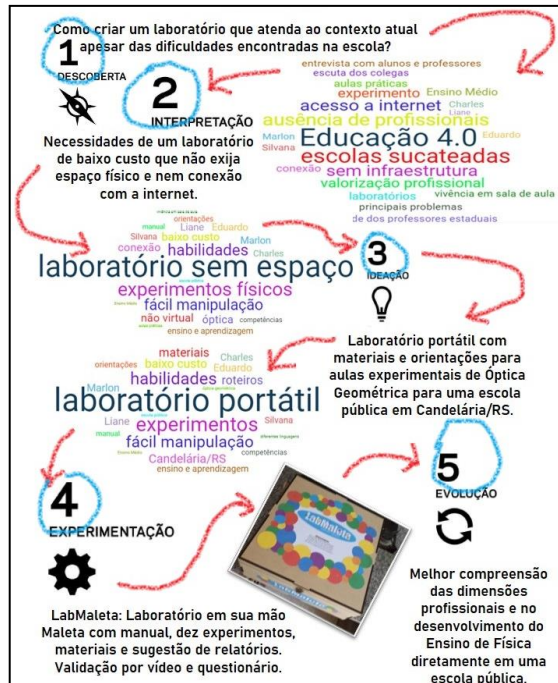 Como criar um laboratório que atenda ao contexto atual
apesar das dificuldades encontradas na escola?
1
DESCOBERTA
2
INTERPRETAÇÃO
Necessidades de um laboratório
de baixo custo que não exija
espaço físico e nem conexão
com a internet.
entrevista com alunos e professores
escuta dos colegas
aulas práticas
experimento Ensino Médio
acesso a internet Charles
Liane
ausência de profissionais
Marlon Educação 4.0 Eduardo
Silvana escolas sucateadas
conexão sem infraestrutura
valorização profissional
laboratórios vivência em sala de aula
principais problemas
de dos professores estaduais
orientações
manual Liane Eduardo
Silvana baixo custo Marlon
conexão habilidades Charles
laboratório sem espaço
experimentos físicos
fácil manipulação
não virtual óptica competências
ensino e aprendizagem
3
IDEAÇÃO
Laboratório portátil com
materiais e orientações para
aulas experimentais de Óptica
Geométrica para uma escola
pública em Candelária/RS.
materiais
orientações baixo custo Charles
Eduardo
Marlon habilidades roteiros
laboratório portátil
Liane experimentos Silvana
manual fácil manipulação
Ensino Médio Candelária/RS competências
ensino e aprendizagem
4
EXPERIMENTAÇÃO
LabMaleta: Laboratório em sua mão
Maleta com manual, dez experimentos,
materiais e sugestão de relatórios.
Validação por vídeo e questionário.
LabMaleta
5
EVOLUÇÃO
Melhor compreensão
das dimensões
profissionais e no
desenvolvimento do
Ensino de Física
diretamente em uma
escola pública.